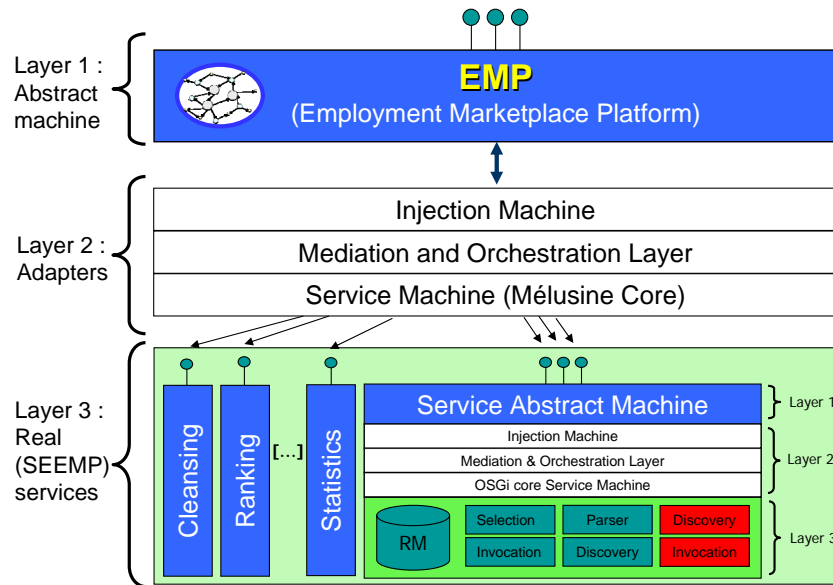 Layer 1 :
Abstract
machine
EMP
(Employment Marketplace Platform)
Layer 2 :
Adapters
Injection Machine
Mediation and Orchestration Layer
Service Machine (Mélusine Core)
Layer 3 :
Real
(SEEMP)
services
Cleansing
Ranking
[...]
Statistics
Service Abstract Machine
Layer 1
Injection Machine
Mediation & Orchestration Layer
OSGi core Service Machine
Layer 2
RM
Selection
Parser
Discovery
Invocation
Discovery
Invocation
Layer 3